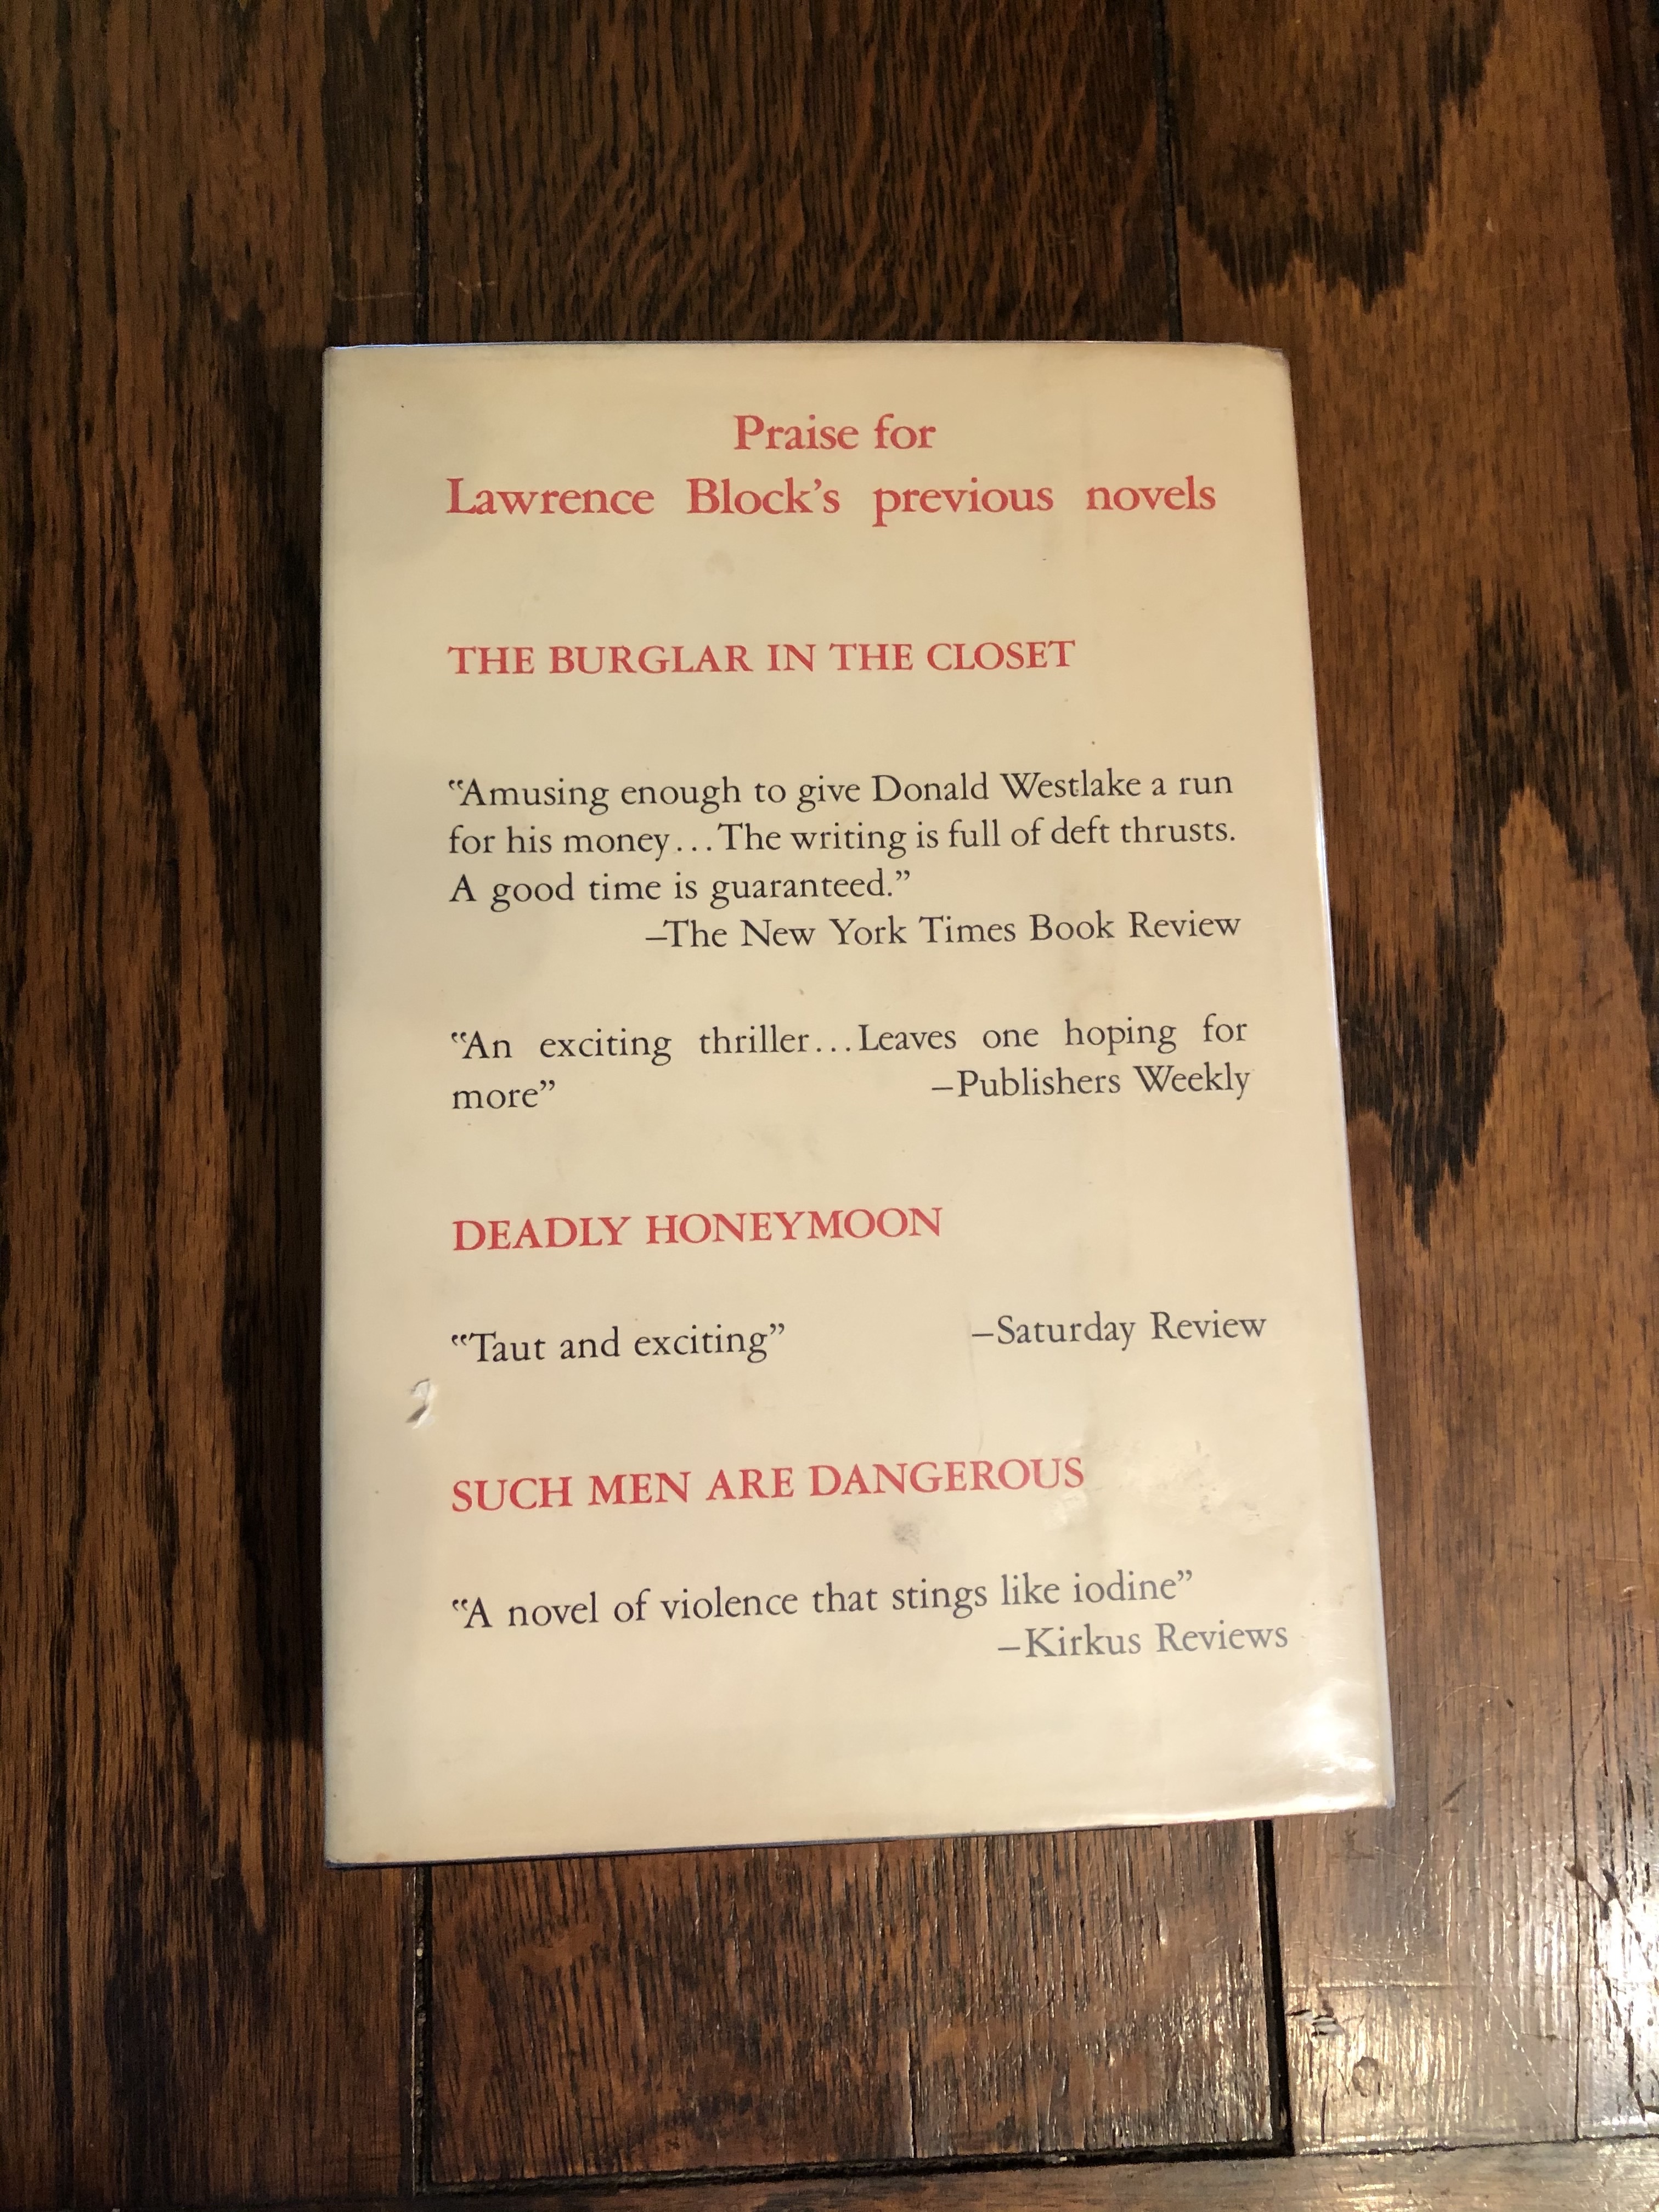 Praise for
Lawrence Block's previous novels
THE BURGLAR IN THE CLOSET
“Amusing enough to give Donald Westlake a run
for his money...The writing is full of deft thrusts.
A good time is guaranteed.”
–The New York Times Book Review
“An exciting thriller...Leaves one hoping for
more” –Publishers Weekly
DEADLY HONEYMOON
“Taut and exciting” –Saturday Review
SUCH MEN ARE DANGEROUS
“A novel of violence that stings like iodine”
–Kirkus Reviews